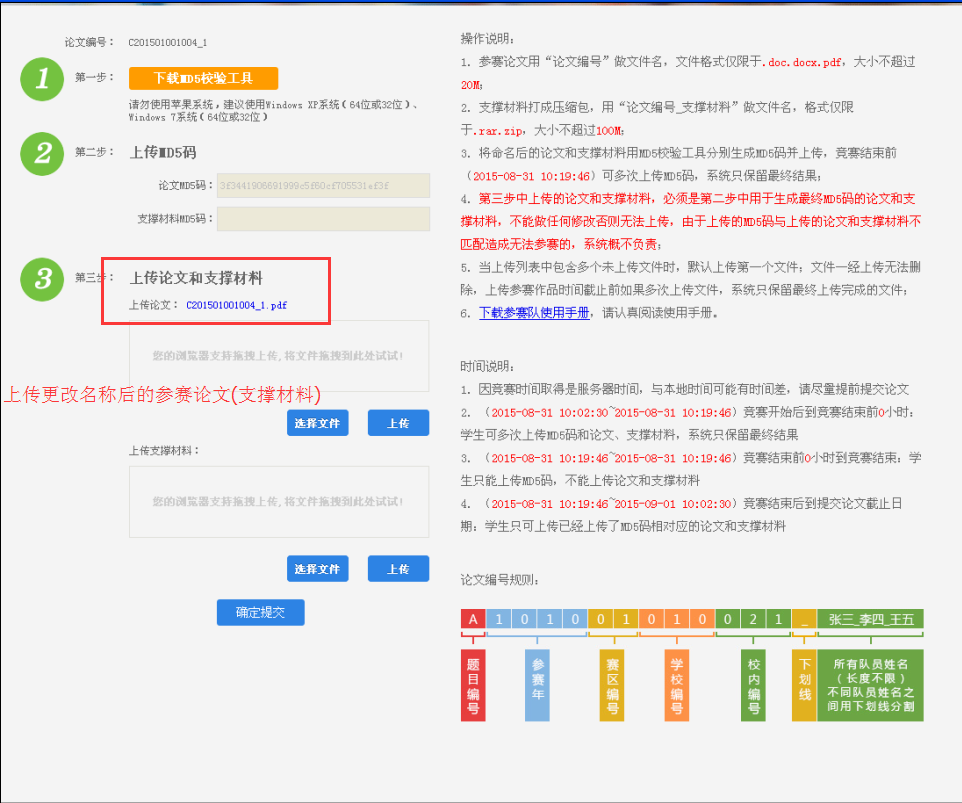 论文编号： C201501001004_1
1 第一步： 下载MD5校验工具
请勿使用苹果系统，建议使用Windows XP系统（64位或32位）、
Windows 7系统（64位或32位）
2 第二步： 上传MD5码
论文MD5码：
支撑材料MD5码：
3 第三步： 上传论文和支撑材料
上传论文： C201501001004_1.pdf
您的浏览器支持拖拽上传,将文件拖拽到此处试试!
上传更改名称后的参赛论文(支撑材料)
选择文件 上传
上传支撑材料：
您的浏览器支持拖拽上传,将文件拖拽到此处试试!
选择文件 上传
确定提交
操作说明：
1. 参赛论文用“论文编号”做文件名，文件格式仅限于.doc.docx.pdf，大小不超过
20M；
2. 支撑材料打成压缩包，用“论文编号_支撑材料”做文件名，格式仅限
于.rar.zip，大小不超过100M；
3. 将命名后的论文和支撑材料用MD5校验工具分别生成MD5码并上传，竞赛结束前
（2015-08-31 10:19:46）可多次上传MD5码，系统只保留最终结果；
4. 第三步中上传的论文和支撑材料，必须是第二步中用于生成最终MD5码的论文和支
撑材料，不能做任何修改否则无法上传，由于上传的MD5码与上传的论文和支撑材料不
匹配造成无法参赛的，系统概不负责；
5. 当上传列表中包含多个未上传文件时，默认上传第一个文件；文件一经上传无法删
除，上传参赛作品时间截止前如果多次上传文件，系统只保留最终上传完成的文件；
6. 下载参赛队使用手册，请认真阅读使用手册。
时间说明：
1. 因竞赛时间取得是服务器时间，与本地时间可能有时间差，请尽量提前提交论文
2. （2015-08-31 10:02:30~2015-08-31 10:19:46）竞赛开始后到竞赛结束前0小时：
学生可多次上传MD5码和论文、支撑材料，系统只保留最终结果
3. （2015-08-31 10:19:46~2015-08-31 10:19:46）竞赛结束前0小时到竞赛结束：学
生只能上传MD5码，不能上传论文和支撑材料
4. （2015-08-31 10:19:46~2015-09-01 10:02:30）竞赛结束后到提交论文截止日
期：学生只可上传已经上传了MD5码相对应的论文和支撑材料
论文编号规则：
A 1 0 1 0 0 1 0 1 0 0 2 1 _ 张三_李四_王五
题目编号
参赛年
赛区编号
学校编号
校内编号
下划线
所有队员姓名
（长度不限）
不同队员姓名之
间用下划线分割